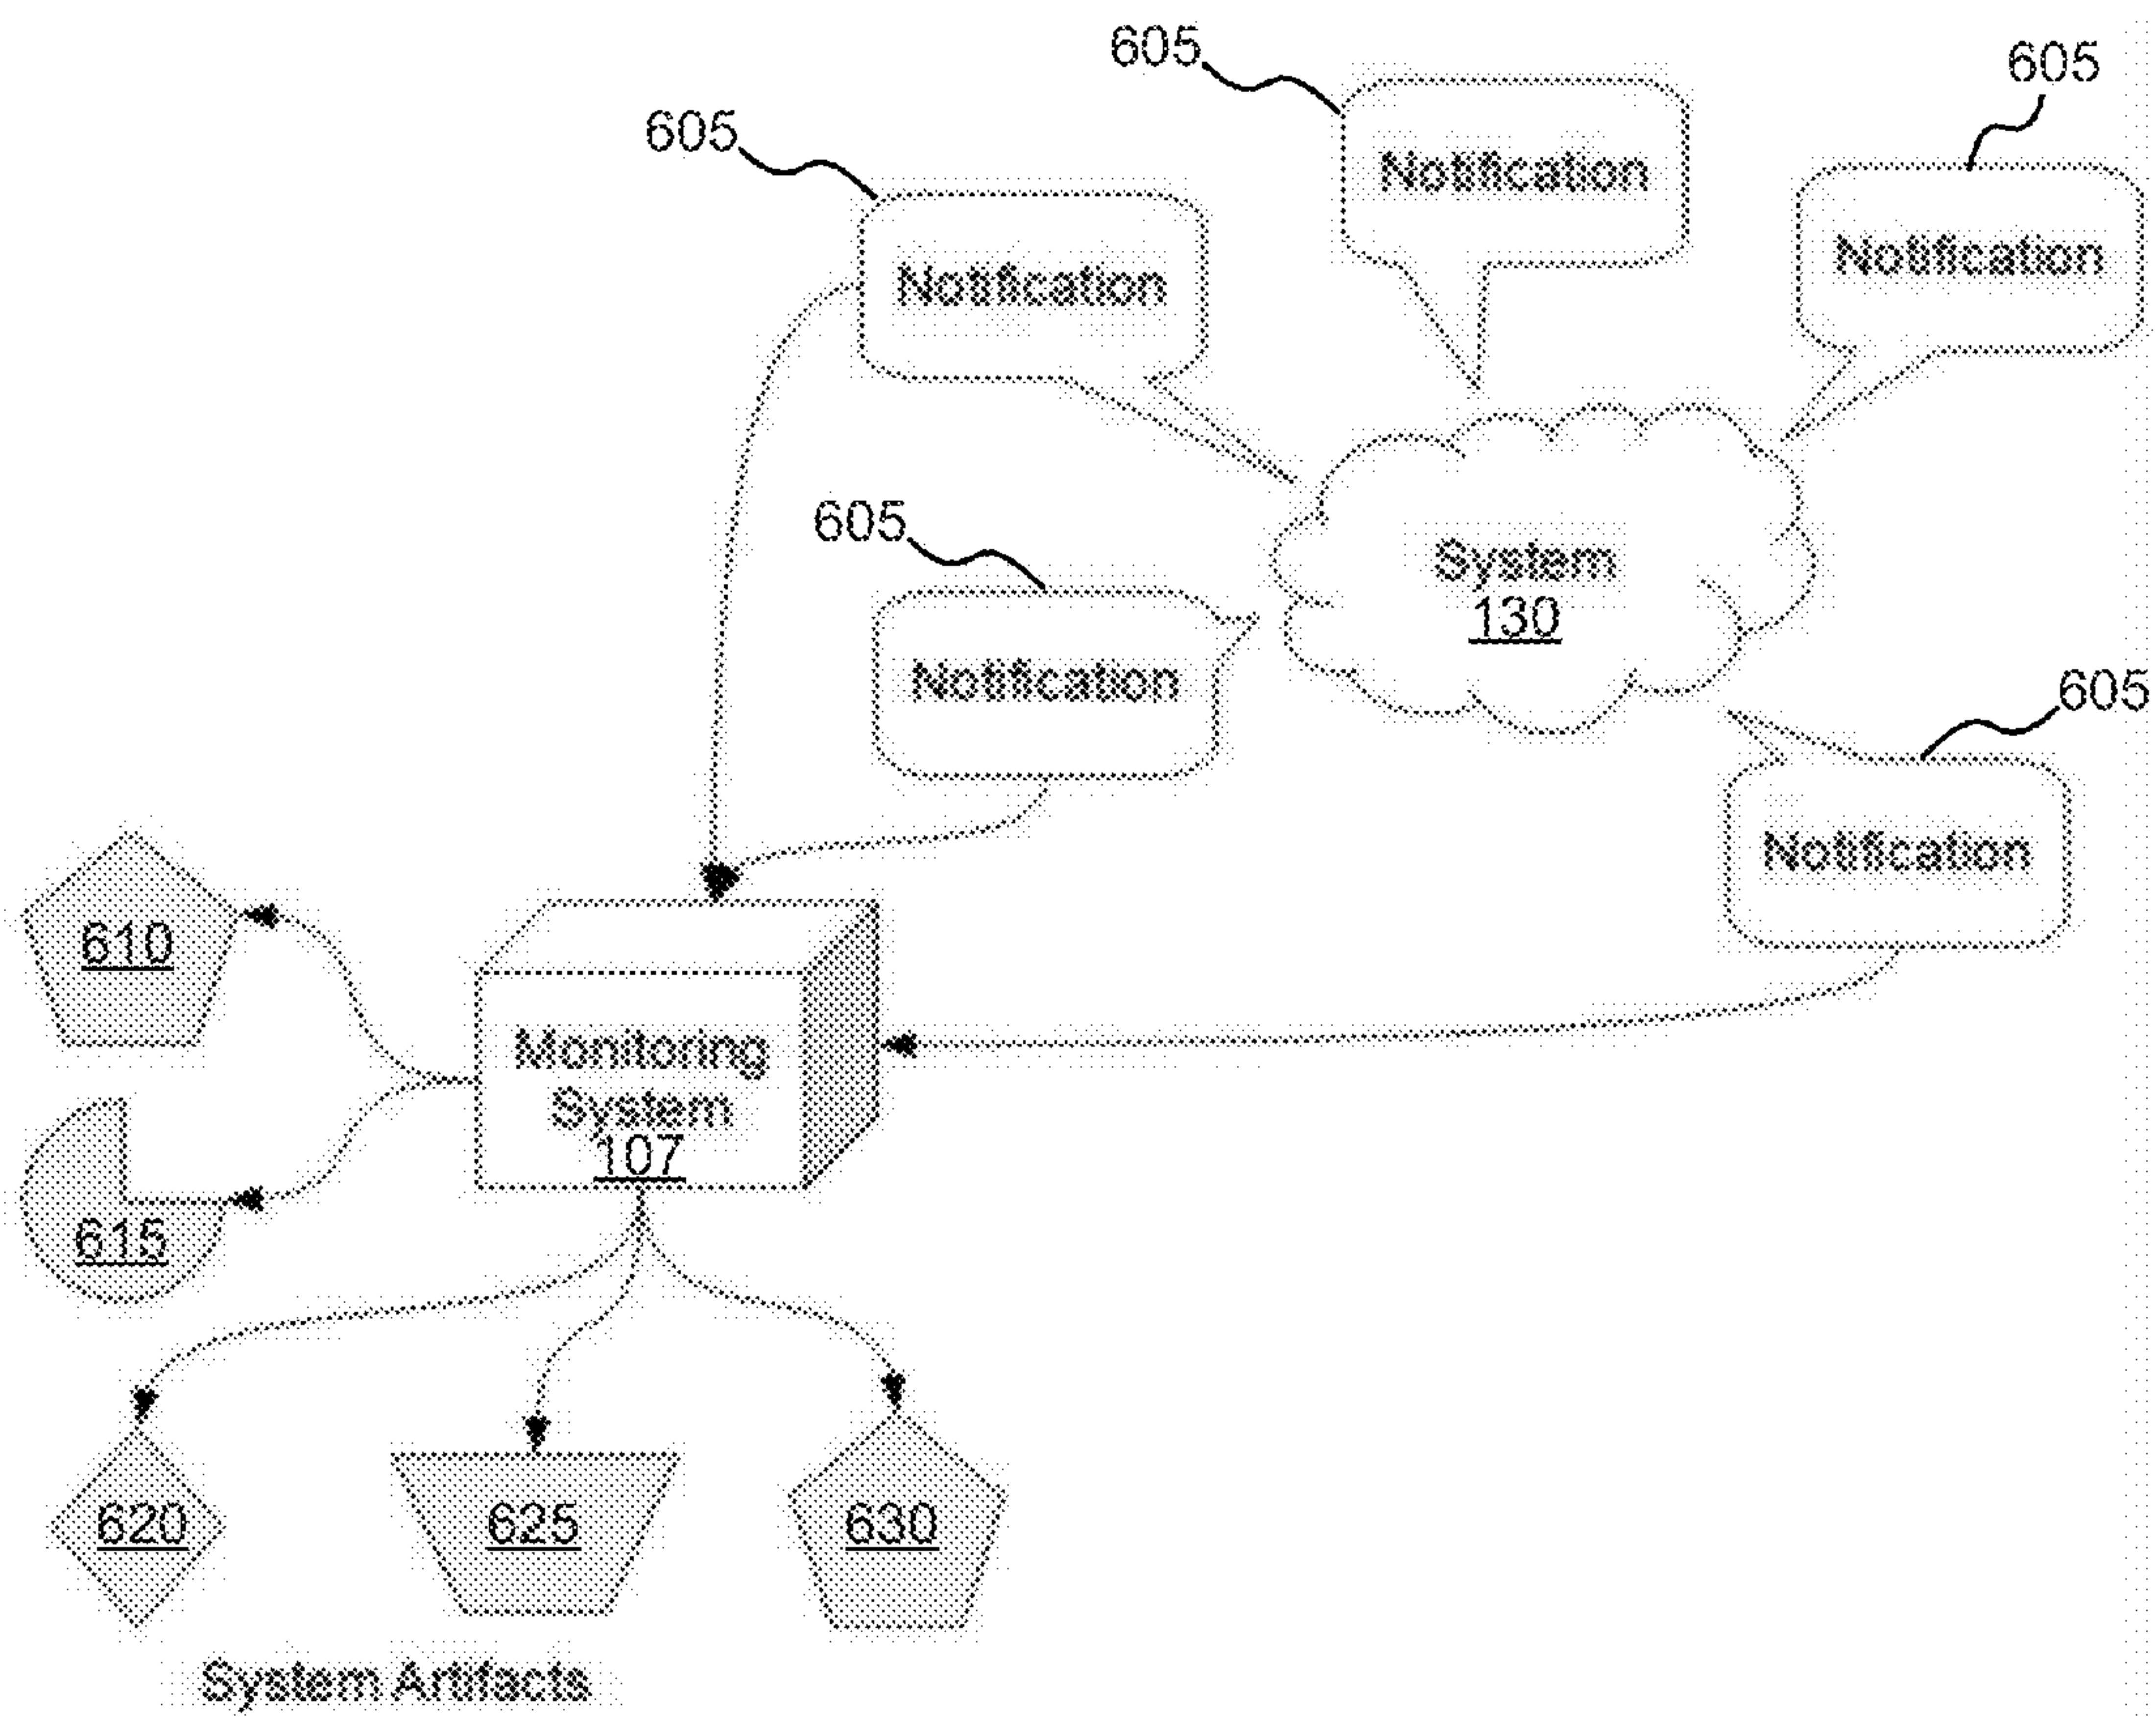 605
605
605
Notification
Notification
Notification
605
System
130
Notification
605
Notification
610
Monitoring
System
107
615
620
625
630
System Artifacts